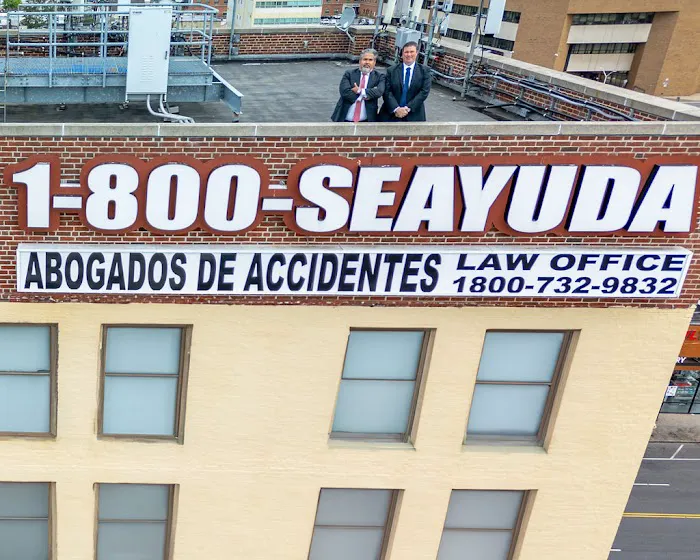 1-800-SEAYUDA
ABOGADOS DE ACCIDENTES
LAW OFFICE
1800-732-9832